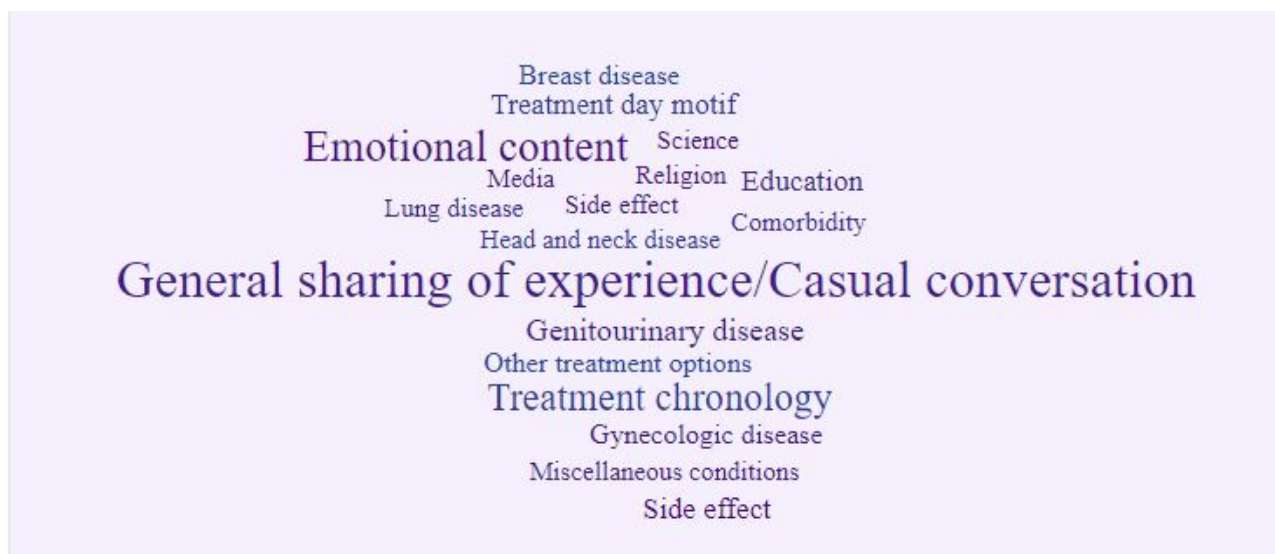 Breast disease
Treatment day motif
Emotional content Science
Media Religion Education
Lung disease Side effect Comorbidity
Head and neck disease
General sharing of experience/Casual conversation
Genitourinary disease
Other treatment options
Treatment chronology
Gynecologic disease
Miscellaneous conditions
Side effect